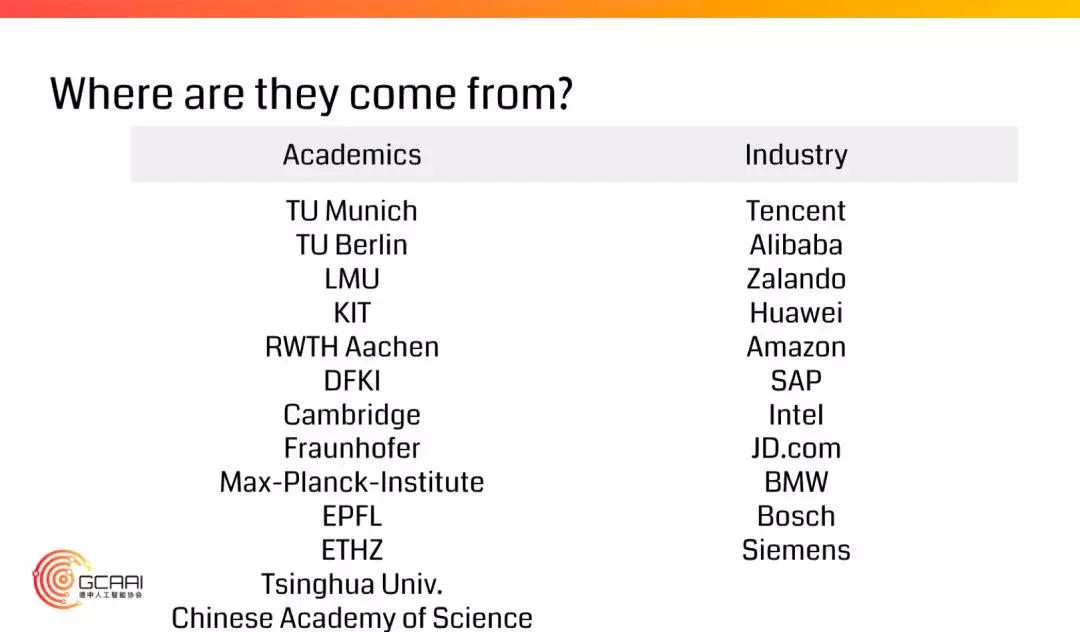 Where are they come from?
Academics Industry
TU Munich Tencent
TU Berlin Alibaba
LMU Zalando
KIT Huawei
RWTH Aachen Amazon
DFKI SAP
Cambridge Intel
Fraunhofer JD.com
Max-Planck-Institute BMW
EPFL Bosch
ETHZ Siemens
Tsinghua Univ.
Chinese Academy of Science
GCAAI
德中人工智能协会